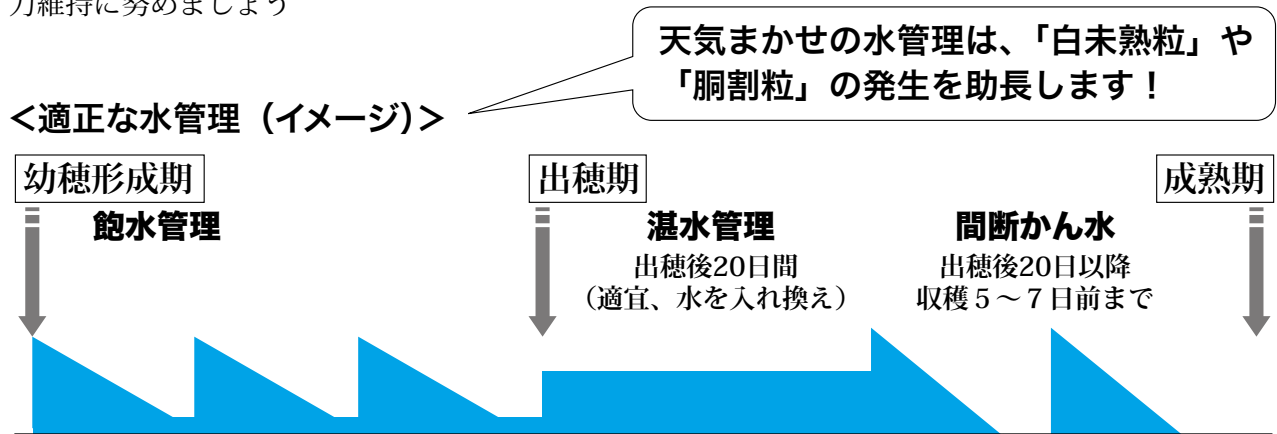 力維持に努めましょう
天気まかせの水管理は、「白未熟粒」や
「胴割粒」の発生を助長します！
＜適正な水管理（イメージ）＞
幼穂形成期
出穂期
成熟期
飽水管理
湛水管理
間断かん水
出穂後20日間
（適宜、水を入れ換え）
出穂後20日以降
収穫５〜７日前まで